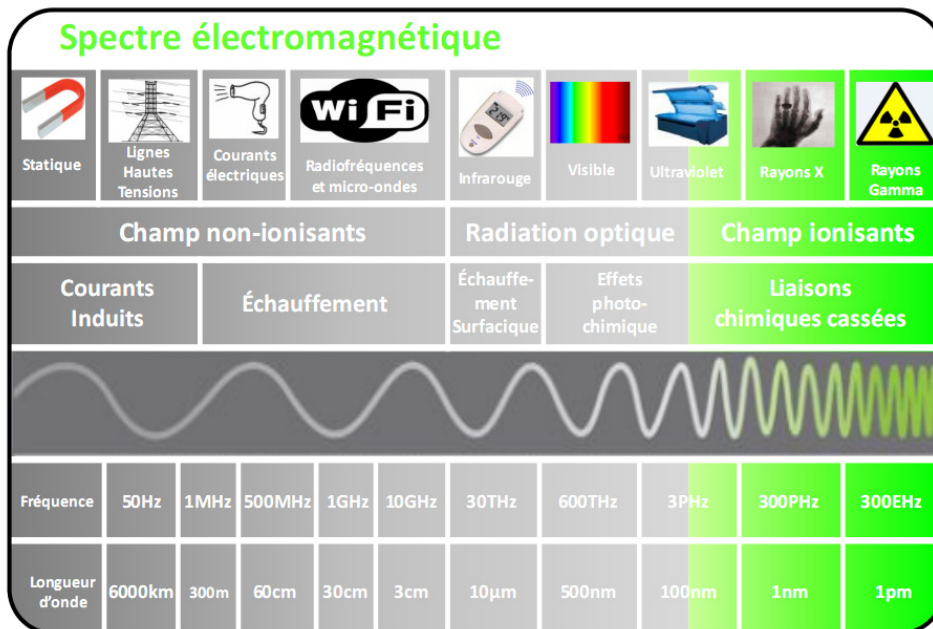 Spectre électromagnétique
WiFi
219
Statique
Lignes
Hautes
Tensions
Courants
électriques
Radiofréquences
et micro-ondes
Infrarouge
Visible
Ultraviolet
Rayons X
Rayons
Gamma
Champ non-ionisants
Radiation optique
Champ ionisants
Courants
Induits
Échauffement
Échauffe-
ment
Surfacique
Effets
photo-
chimique
Liaisons
chimiques cassées
Fréquence 50Hz 1MHz 500MHz 1GHz 10GHz 30THz 600THz 3PHz 300PHz 300EHz
Longueur
d'onde 6000km 300m 60cm 30cm 3cm 10µm 500nm 100nm 1nm 1pm